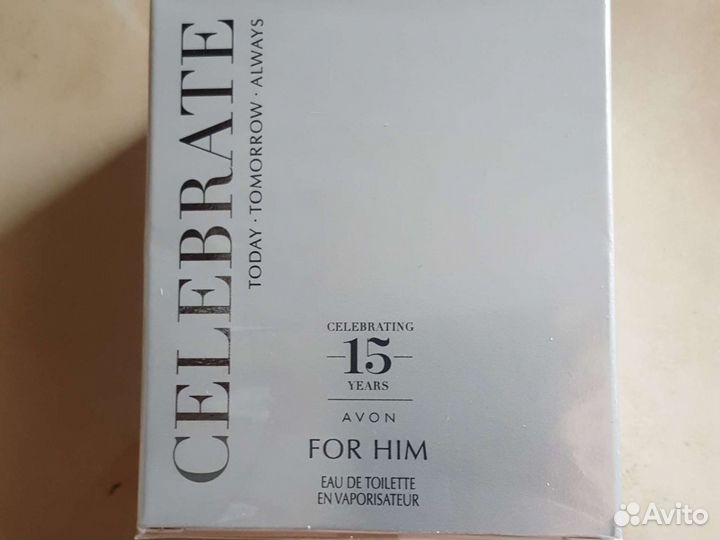 CELEBRATE
TODAY · TOMORROW · ALWAYS
CELEBRATING
15
YEARS
AVON
FOR HIM
EAU DE TOILETTE
EN VAPORISATEUR
Avito